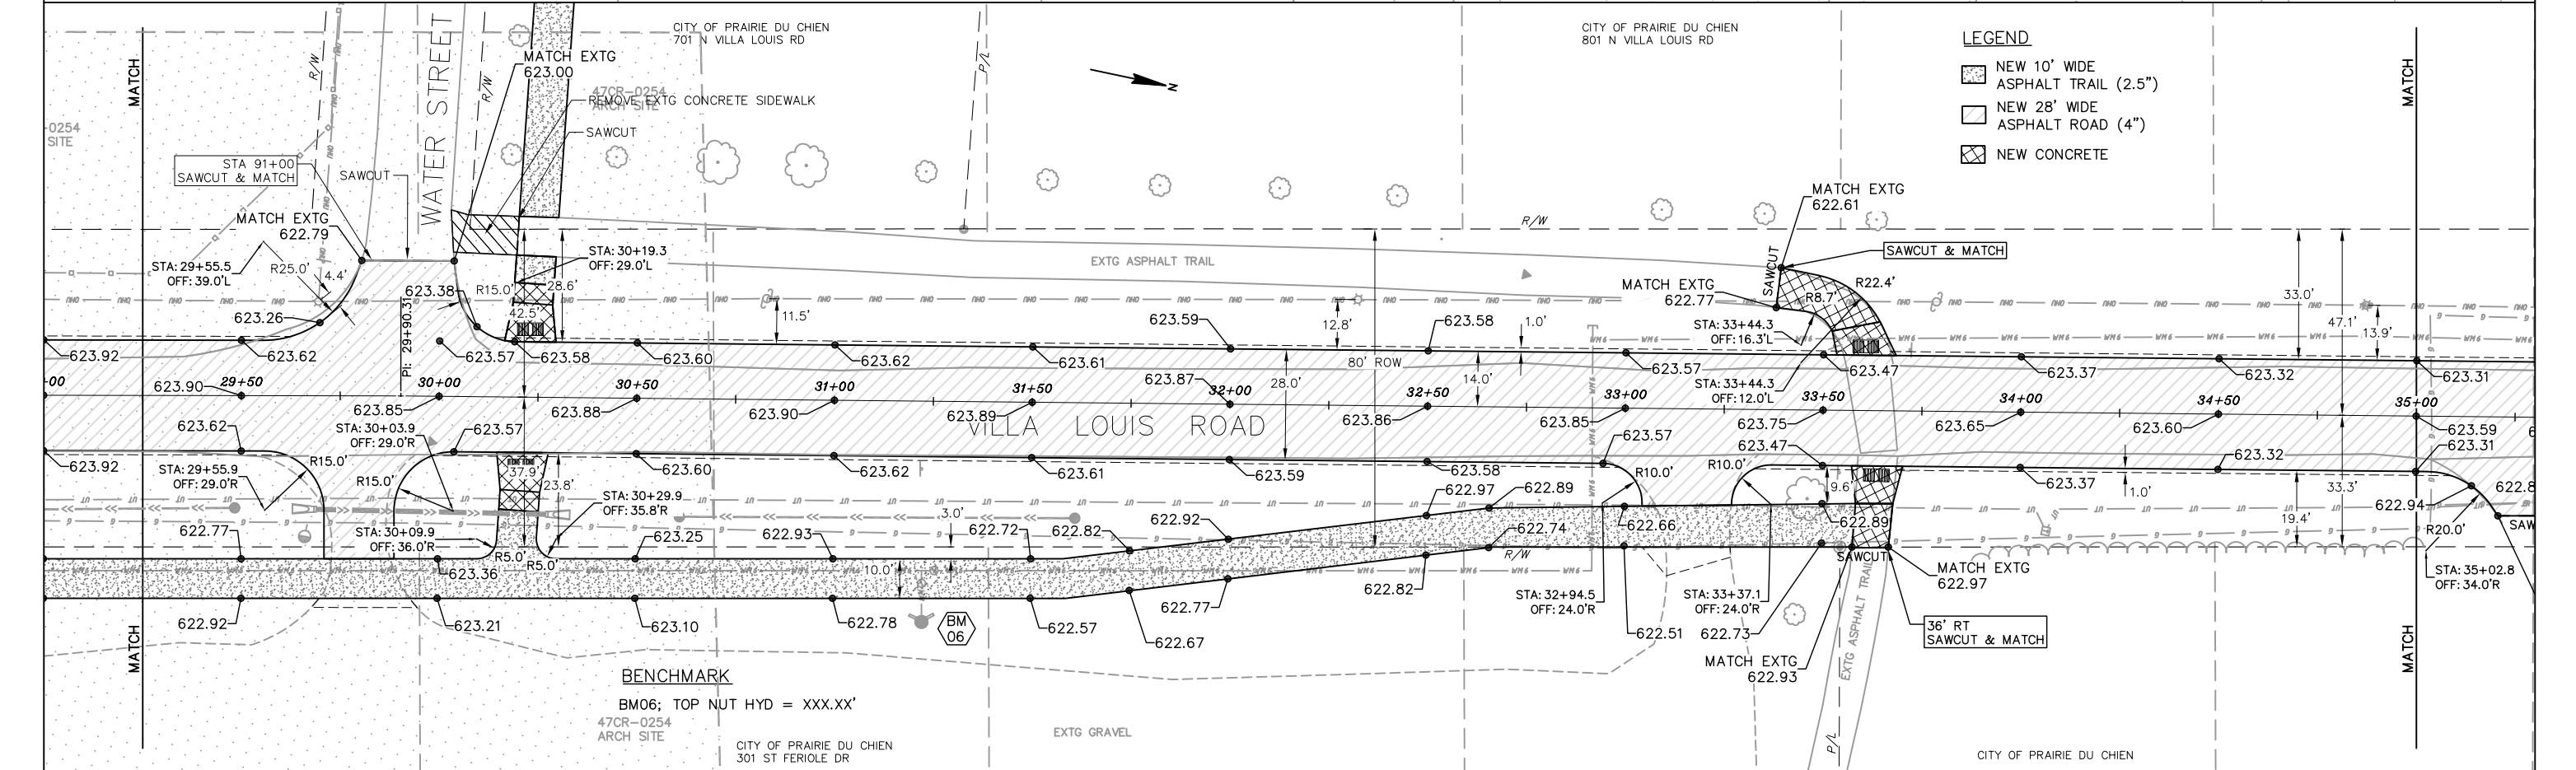 CITY OF PRAIRIE DU CHIEN
701 N VILLA LOUIS RD
CITY OF PRAIRIE DU CHIEN
801 N VILLA LOUIS RD
LEGEND
NEW 10' WIDE
ASPHALT TRAIL (2.5")
NEW 28' WIDE
ASPHALT ROAD (4")
NEW CONCRETE
MATCH
MATCH
R/W
WATER STREET
R/W
P/L
N
MATCH EXTG
623.00
47CR-0254
ARCH SITE
REMOVE EXTG CONCRETE SIDEWALK
SAWCUT
-0254
SITE
STA 91+00
SAWCUT & MATCH
SAWCUT
MATCH EXTG
622.79
STA: 29+55.5
OFF: 39.0'L
R25.0'
4.4'
623.26
623.38
R15.0'
42.5'
28.6'
STA: 30+19.3
OFF: 29.0'L
EXTG ASPHALT TRAIL
R/W
MATCH EXTG
622.61
SAWCUT & MATCH
SAWCUT
MATCH EXTG
622.77
R8.7'
R22.4'
STA: 33+44.3
OFF: 16.3'L
STA: 33+44.3
OFF: 12.0'L
33.0'
47.1'
13.9'
11.5'
12.8'
1.0'
OHU
WM6
623.92
623.62
PI: 29+90.31
623.57
623.58
623.60
623.62
623.61
623.59
623.58
623.57
623.47
623.37
623.32
623.31
+00
29+50
30+00
30+50
31+00
31+50
32+00
32+50
33+00
33+50
34+00
34+50
35+00
623.90
623.85
623.88
623.90
623.89
623.87
623.86
623.85
623.75
623.65
623.60
623.59
28.0'
80' ROW
14.0'
VILLA LOUIS ROAD
623.92
623.62
STA: 30+03.9
OFF: 29.0'R
623.57
623.60
623.62
623.61
623.59
623.58
623.57
623.47
623.37
623.32
623.31
STA: 29+55.9
OFF: 29.0'R
R15.0'
R15.0'
37.9'
23.8'
STA: 30+29.9
OFF: 35.8'R
R10.0'
R10.0'
9.6'
1.0'
19.4'
33.3'
622.94
622.8
R20.0'
SAW
STA: 35+02.8
OFF: 34.0'R
UT
G
622.77
STA: 30+09.9
OFF: 36.0'R
R5.0'
R5.0'
623.36
623.25
622.93
3.0'
10.0'
622.72
622.82
622.92
622.97
622.89
622.74
R/W
622.66
622.89
SAWCUT
MATCH EXTG
622.97
622.92
623.21
623.10
622.78
BM
06
622.57
622.67
622.77
622.82
STA: 32+94.5
OFF: 24.0'R
STA: 33+37.1
OFF: 24.0'R
622.51
622.73
36' RT
SAWCUT & MATCH
MATCH EXTG
622.93
EXTG ASPHALT TRAIL
P/L
MATCH
MATCH
BENCHMARK
BM06; TOP NUT HYD = XXX.XX'
47CR-0254
ARCH SITE
CITY OF PRAIRIE DU CHIEN
301 ST FERIOLE DR
EXTG GRAVEL
CITY OF PRAIRIE DU CHIEN